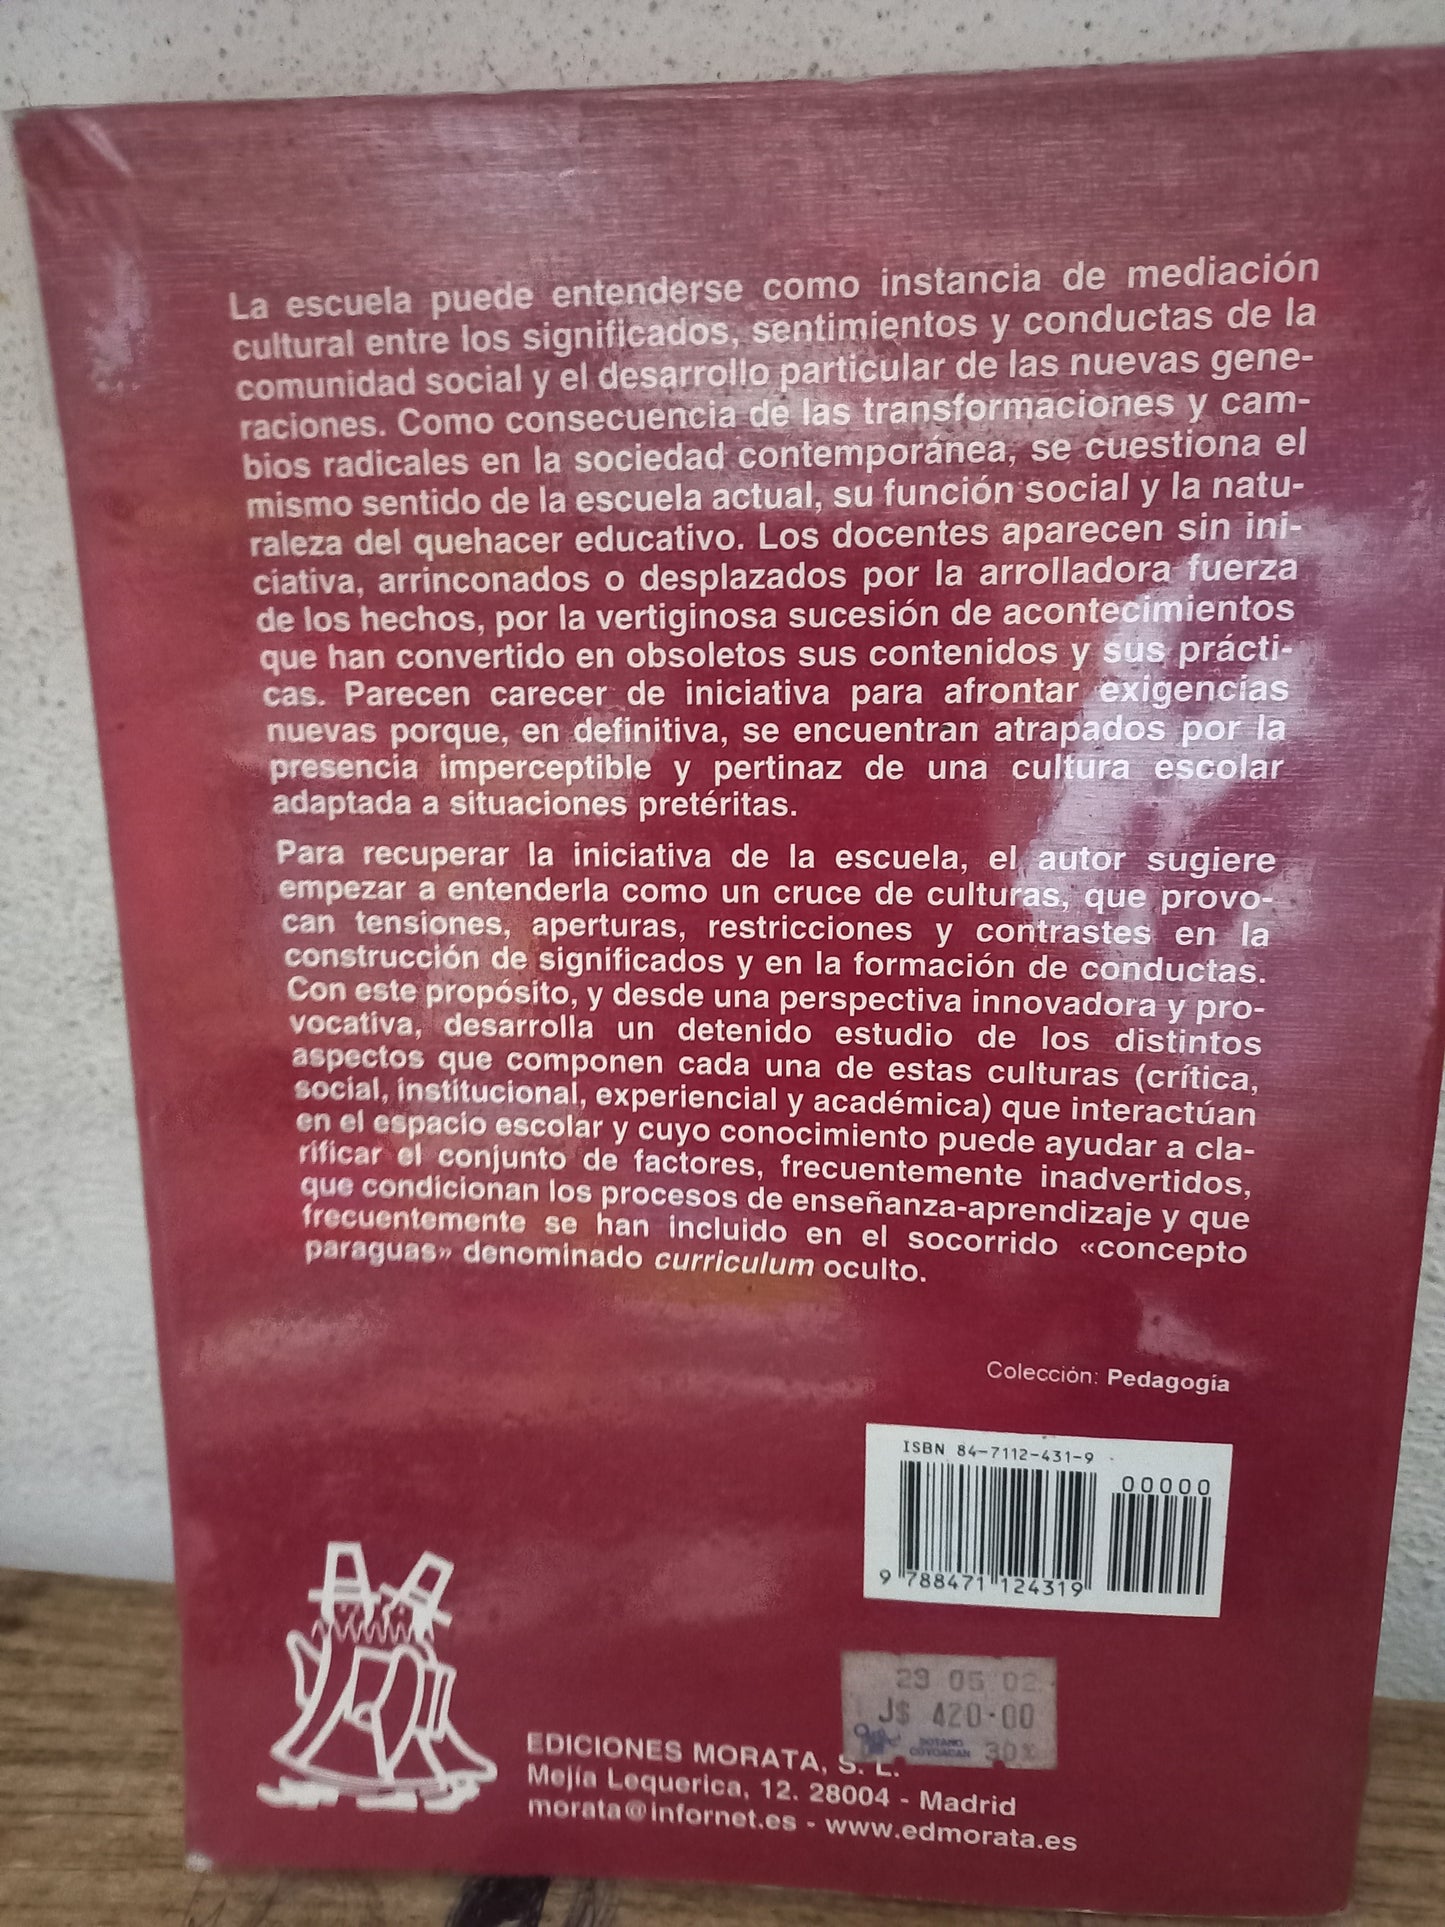 La escuela puede entenderse como instancia de mediación
cultural entre los significados, sentimientos y conductas de la
comunidad social y el desarrollo particular de las nuevas gene-
raciones. Como consecuencia de las transformaciones y cam-
bios radicales en la sociedad contemporánea, se cuestiona el
mismo sentido de la escuela actual, su función social y la natu-
raleza del quehacer educativo. Los docentes aparecen sin ini-
ciativa, arrinconados o desplazados por la arrolladora fuerza
de los hechos, por la vertiginosa sucesión de acontecimientos
que han convertido en obsoletos sus contenidos y sus prácti-
cas. Parecen carecer de iniciativa para afrontar exigencias
nuevas porque, en definitiva, se encuentran atrapados por la
presencia imperceptible y pertinaz de una cultura escolar
adaptada a situaciones pretéritas.
Para recuperar la iniciativa de la escuela, el autor sugiere
empezar a entenderla como un cruce de culturas, que provo-
can tensiones, aperturas, restricciones y contrastes en la
construcción de significados y en la formación de conductas.
Con este propósito, y desde una perspectiva innovadora y pro-
vocativa, desarrolla un detenido estudio de los distintos
aspectos que componen cada una de estas culturas (crítica,
social, institucional, experiencial y académica) que interactúan
en el espacio escolar y cuyo conocimiento puede ayudar a cla-
rificar el conjunto de factores, frecuentemente inadvertidos,
que condicionan los procesos de enseñanza-aprendizaje y que
frecuentemente se han incluido en el socorrido «concepto
paraguas» denominado curriculum oculto.
Colección: Pedagogía
ISBN 84-7112-431-9
00000
9 788471 124319
29 05 02
J$ 420.00
SOTANO
COYOACAN 30%
EDICIONES MORATA, S. L.
Mejía Lequerica, 12. 28004 - Madrid
morata@infornet.es - www.edmorata.es